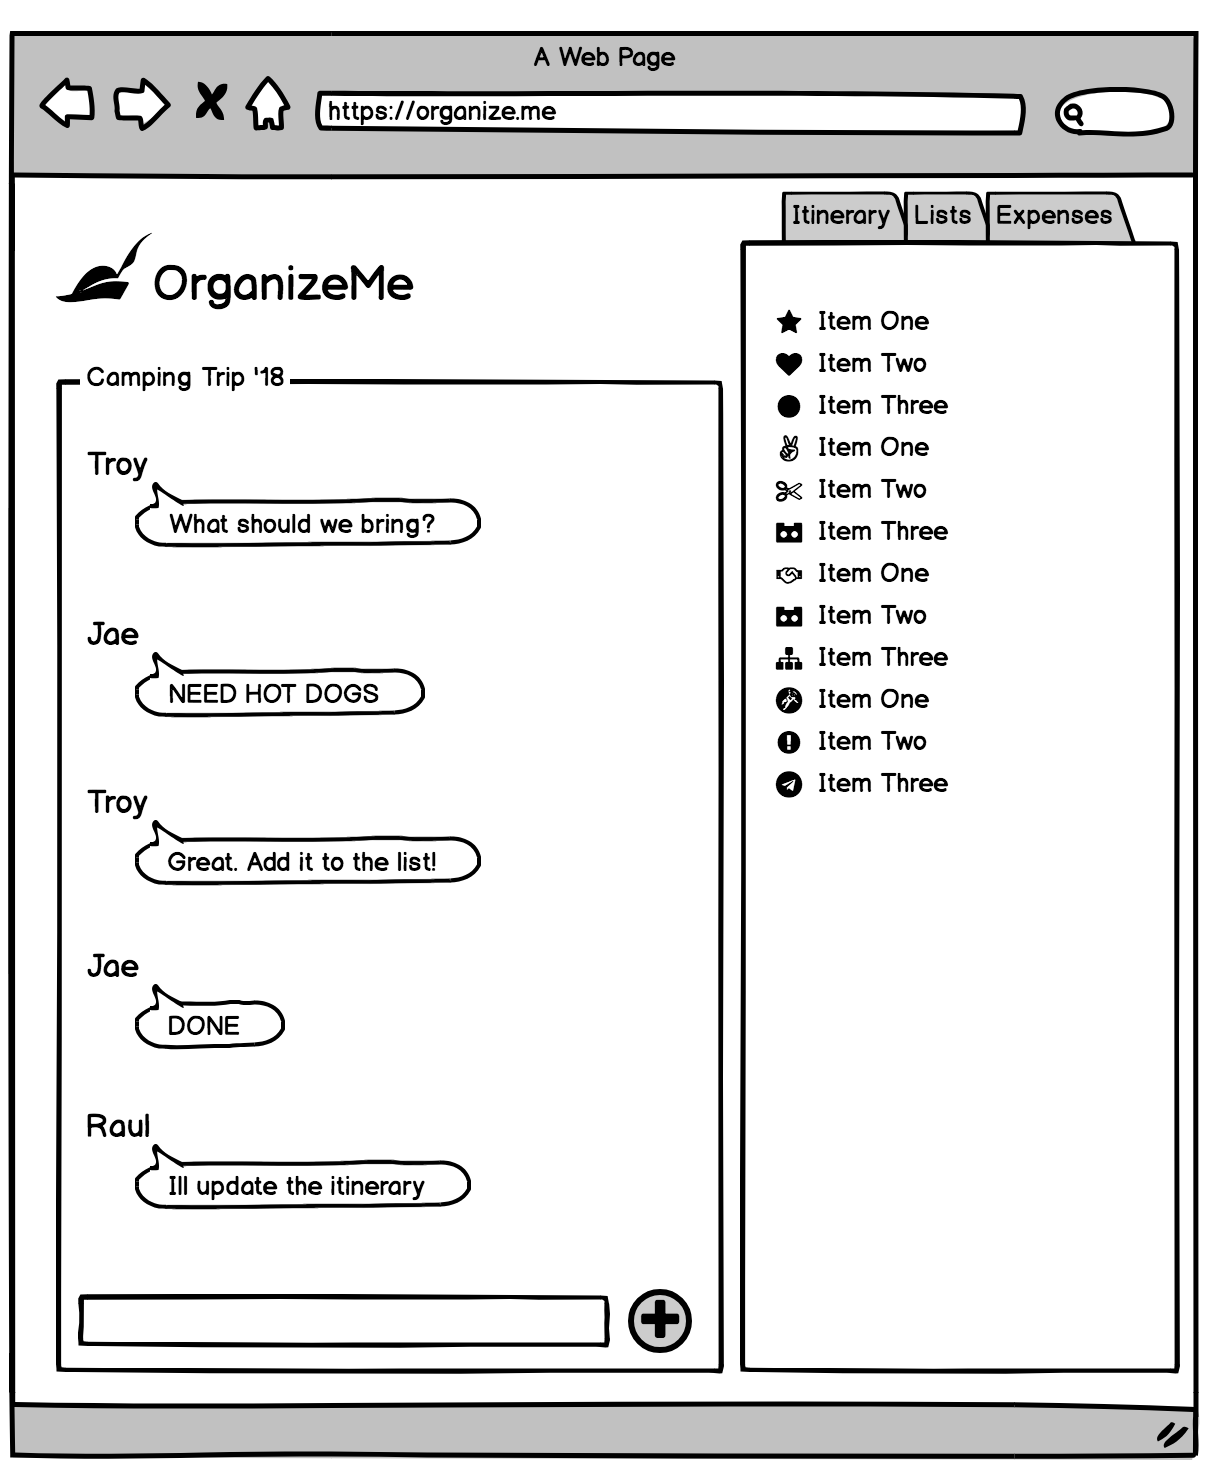 A Web Page
https://organize.me
Itinerary
Lists
Expenses
OrganizeMe
Camping Trip '18
Troy
What should we bring?
Jae
NEED HOT DOGS
Troy
Great. Add it to the list!
Jae
DONE
Raul
Ill update the itinerary
Item One
Item Two
Item Three
Item One
Item Two
Item Three
Item One
Item Two
Item Three
Item One
Item Two
Item Three